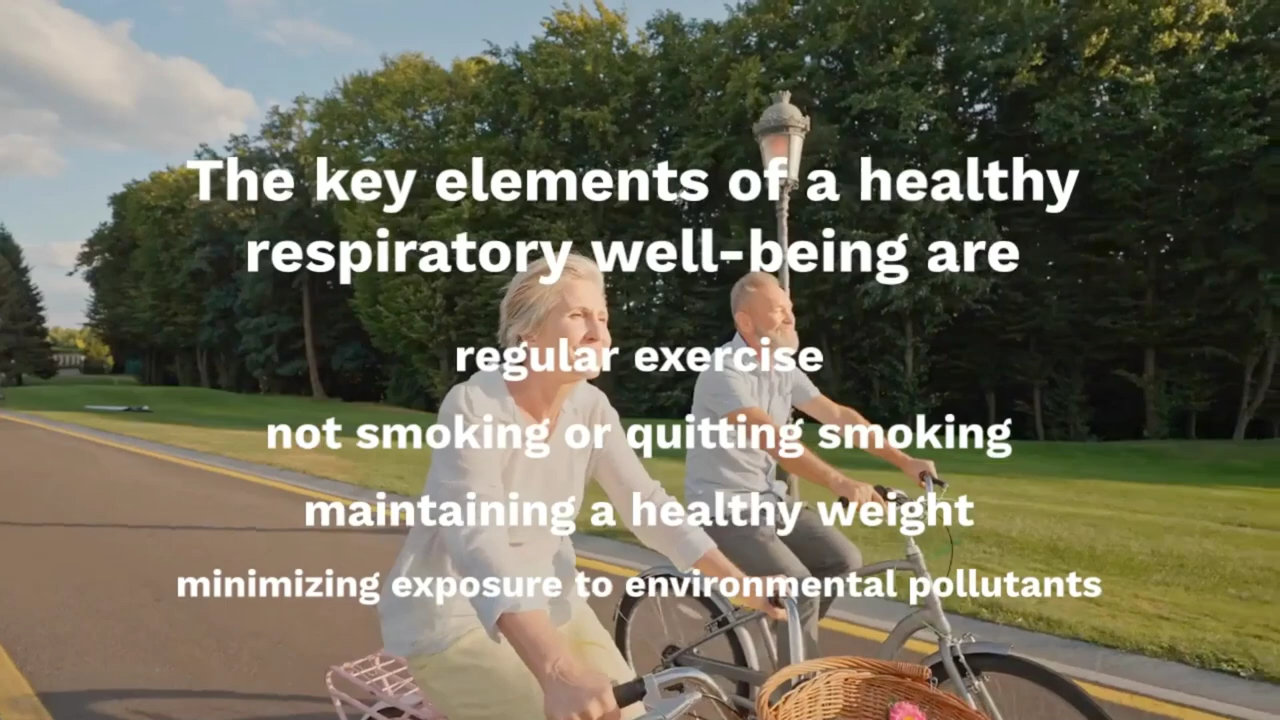 The key elements of a healthy
respiratory well-being are
regular exercise
not smoking or quitting smoking
maintaining a healthy weight
minimizing exposure to environmental pollutants